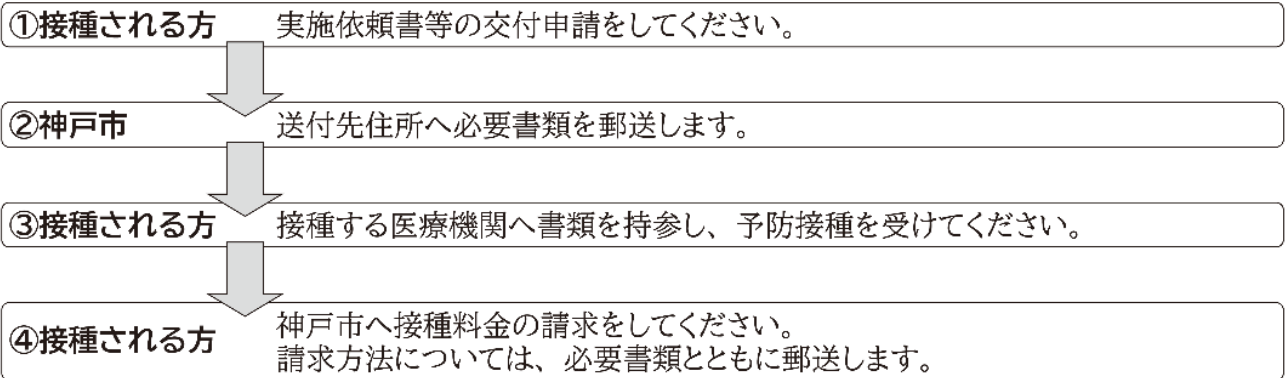 ①接種される方 実施依頼書等の交付申請をしてください。
②神戸市 送付先住所へ必要書類を郵送します。
③接種される方 接種する医療機関へ書類を持参し、予防接種を受けてください。
④接種される方 神戸市へ接種料金の請求をしてください。
請求方法については、必要書類とともに郵送します。